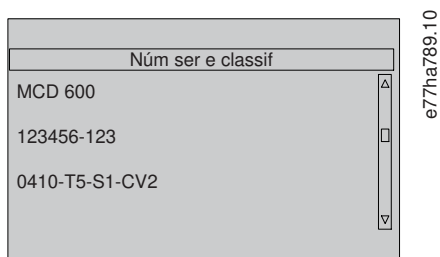 Núm ser e classif
MCD 600
123456-123
0410-T5-S1-CV2
e77ha789.10